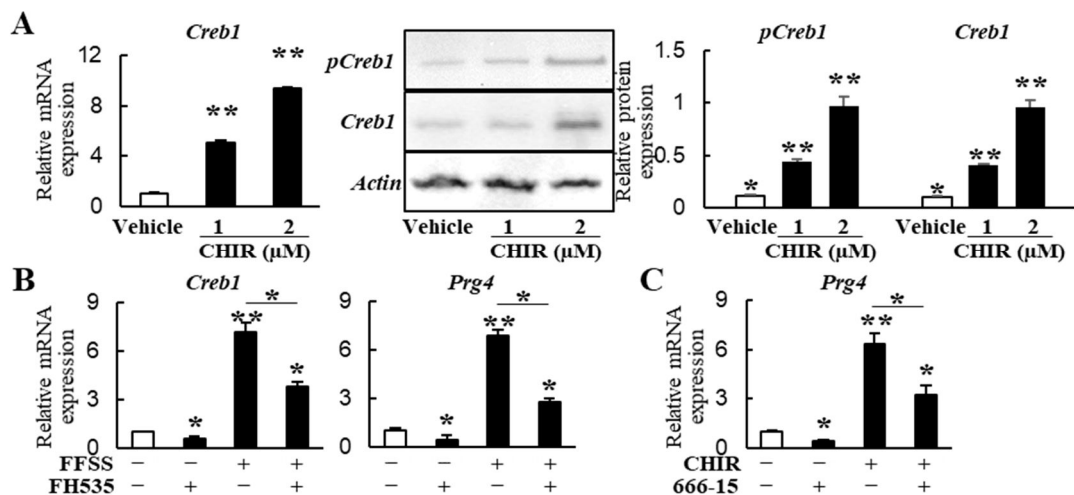 A
Creb1
Relative mRNA
expression
12
8
4
0
**
**
Vehicle 1 2
CHIR (µM)
pCreb1
Creb1
Actin
Vehicle 1 2
CHIR (µM)
Relative protein
expression
pCreb1 Creb1
1.5
1
0.5
0
* ** **
* ** **
Vehicle 1 2 Vehicle 1 2
CHIR (µM) CHIR (µM)
B
Creb1
Relative mRNA
expression
9
6
3
0
*
* ** *
Prg4
9
6
3
0
*
* ** *
FFSS − − + + − − + +
FH535 − + − + − + − +
C
Prg4
Relative mRNA
expression
9
6
3
0
*
* ** *
CHIR − − + +
666-15 − + − +